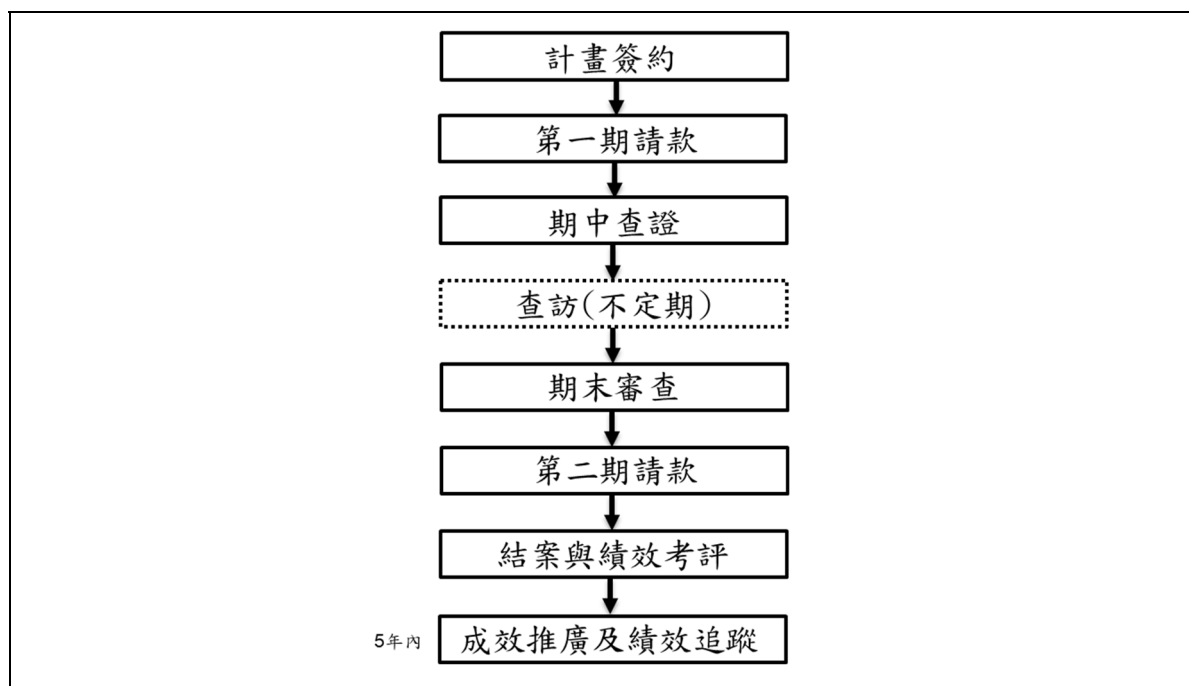 計畫簽約
第一期請款
期中查證
查訪(不定期)
期末審查
第二期請款
結案與績效考評
5年內 成效推廣及績效追蹤